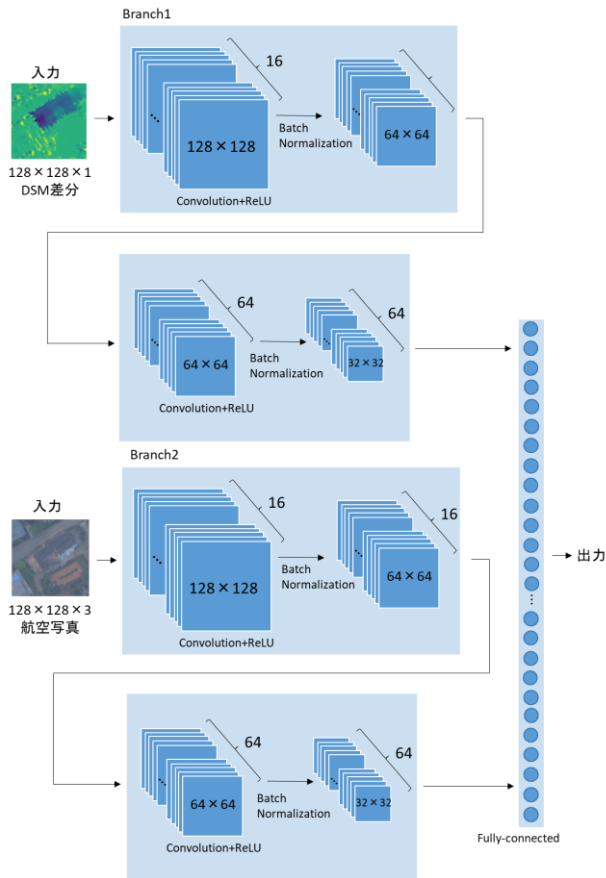 Branch1
入力
16
128×128
Batch
Normalization
64×64
128×128×1
DSM差分
Convolution+ReLU
64
64
64×64
Batch
Normalization
32×32
Convolution+ReLU
Branch2
入力
16
16
128×128
Batch
Normalization
64×64
128×128×3
航空写真
Convolution+ReLU
出力
64
64
64×64
Batch
Normalization
32×32
Convolution+ReLU
Fully-connected